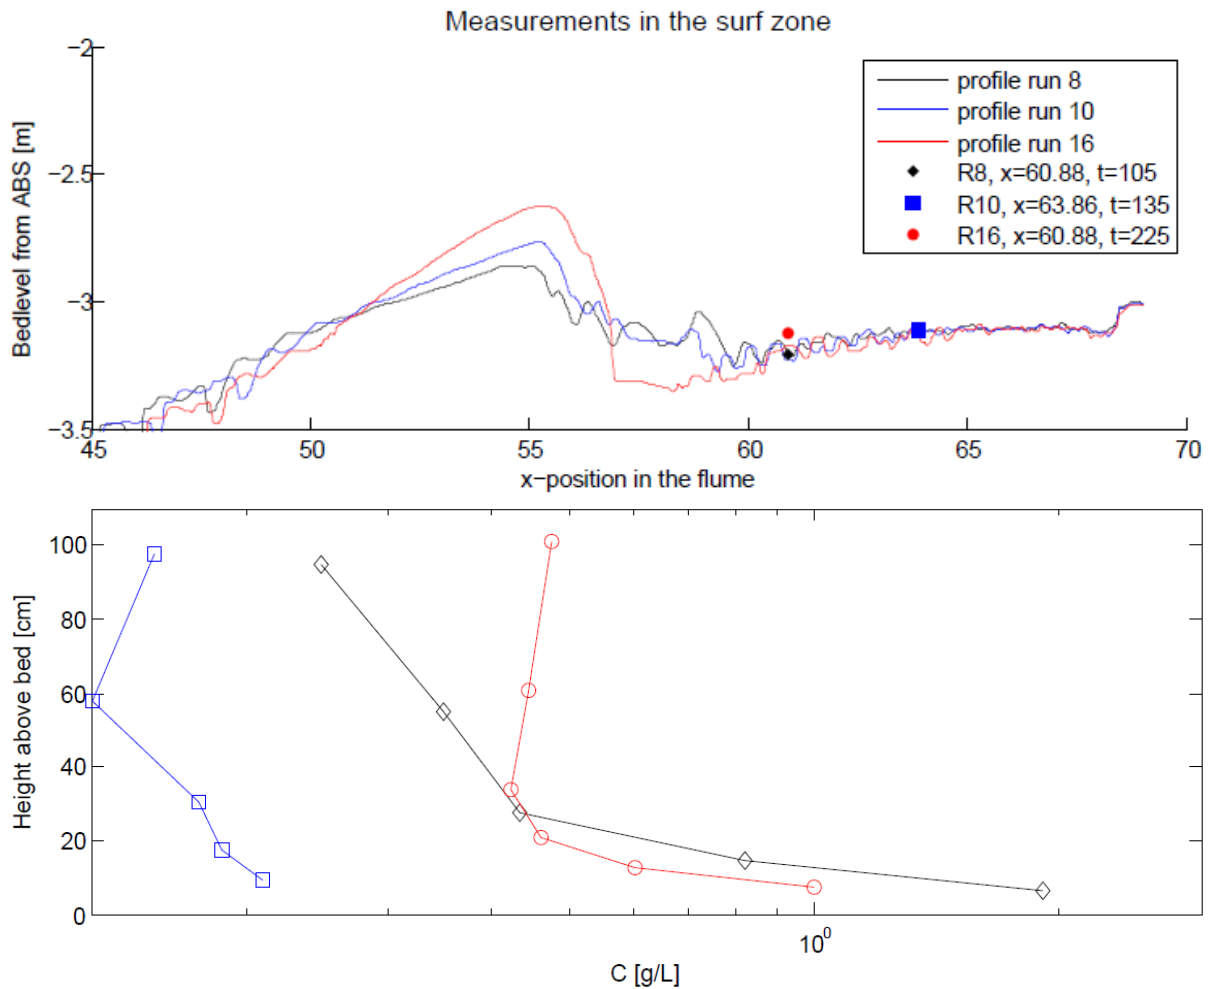 Measurements in the surf zone
−2
−2.5
−3
−3.5
Bedlevel from ABS [m]
profile run 8
profile run 10
profile run 16
R8, x=60.88, t=105
R10, x=63.86, t=135
R16, x=60.88, t=225
45
50
55
60
65
70
x−position in the flume
100
80
60
40
20
0
Height above bed [cm]
10^0
C [g/L]